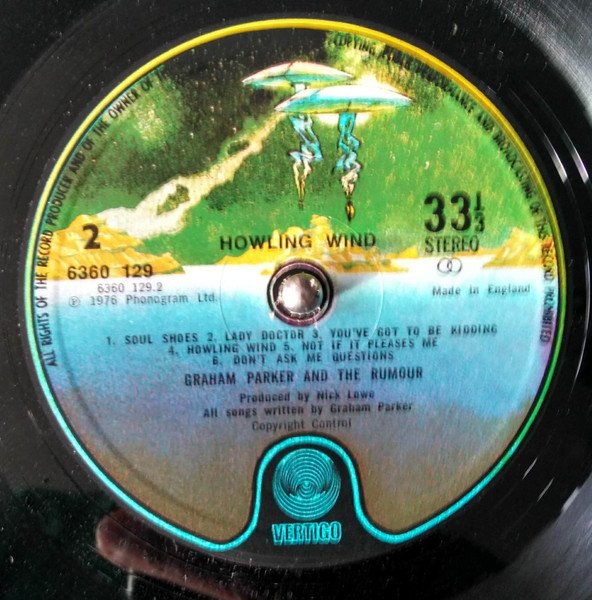 ALL RIGHTS OF THE RECORD PRODUCER AND OF THE OWNER OF
AND BROADCASTING OF THIS RECORD PROHIBITED
2
HOWLING WIND
33⅓
STEREO
6360 129
6360 129.2
℗ 1976 Phonogram Ltd.
Made In England
1. SOUL SHOES 2. LADY DOCTOR 3. YOU'VE GOT TO BE KIDDING
4. HOWLING WIND 5. NOT IF IT PLEASES ME
6. DON'T ASK ME QUESTIONS
GRAHAM PARKER AND THE RUMOUR
Produced by Nick Lowe
All songs written by Graham Parker
Copyright Control
VERTIGO